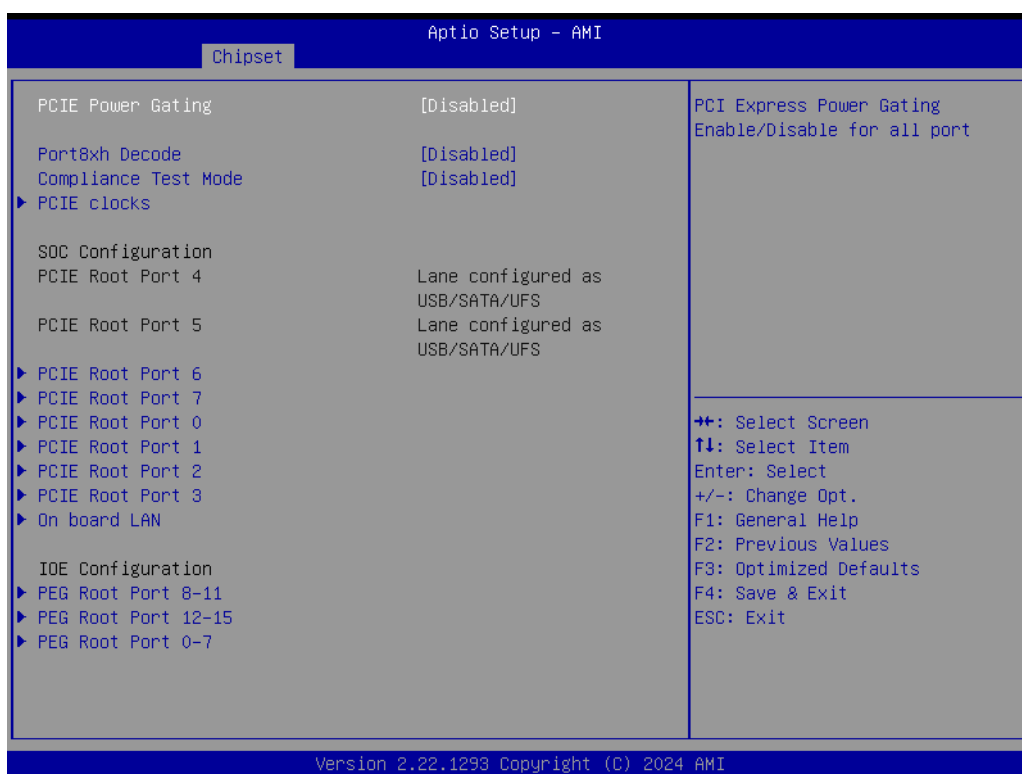 Aptio Setup – AMI
Chipset
PCIE Power Gating [Disabled]
Port8xh Decode [Disabled]
Compliance Test Mode [Disabled]
▶ PCIE clocks
SOC Configuration
PCIE Root Port 4 Lane configured as
USB/SATA/UFS
PCIE Root Port 5 Lane configured as
USB/SATA/UFS
▶ PCIE Root Port 6
▶ PCIE Root Port 7
▶ PCIE Root Port 0
▶ PCIE Root Port 1
▶ PCIE Root Port 2
▶ PCIE Root Port 3
▶ On board LAN
IOE Configuration
▶ PEG Root Port 8-11
▶ PEG Root Port 12-15
▶ PEG Root Port 0-7
PCI Express Power Gating
Enable/Disable for all port
→←: Select Screen
↑↓: Select Item
Enter: Select
+/-: Change Opt.
F1: General Help
F2: Previous Values
F3: Optimized Defaults
F4: Save & Exit
ESC: Exit
Version 2.22.1293 Copyright (C) 2024 AMI